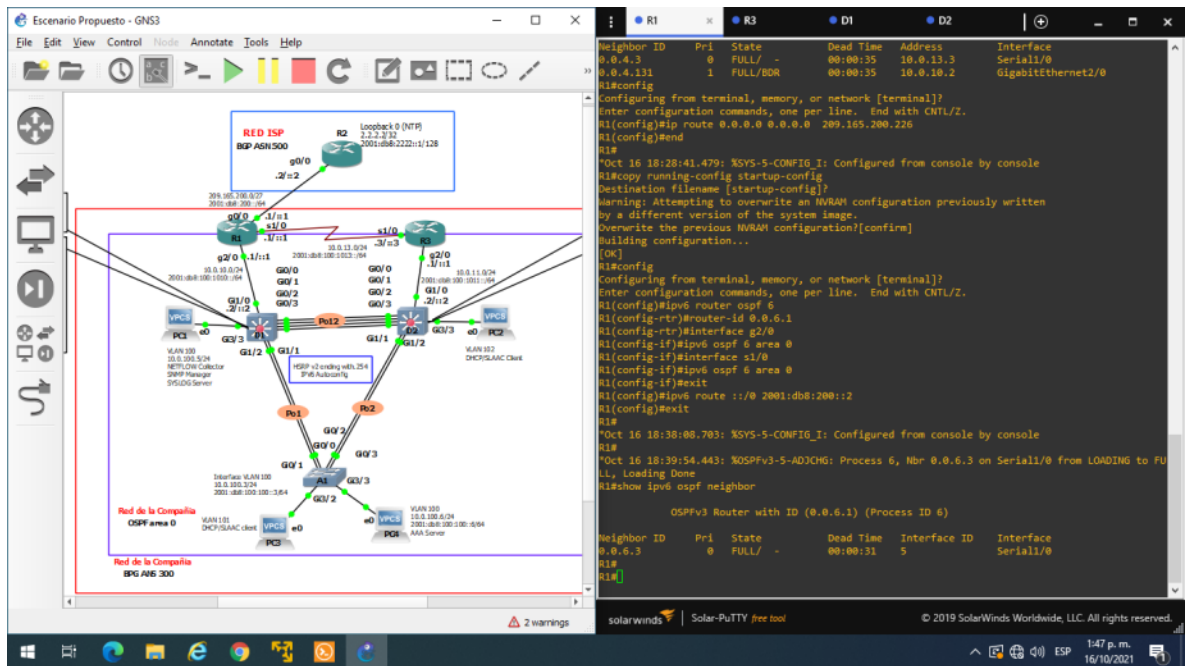 Escenario Propuesto - GNS3
File Edit View Control Node Annotate Tools Help
RED ISP
BGP ASN 500
R2
Loopback 0 (NTP)
2.2.2.2/32
2001:db8:2222::1/128
g0/0
.2/::2
209.165.200.0/27
2001:db8:200::/64
g0/0 .1/::1
s1/0
R1 .1/::1
s1/0
.3/::3 R3
10.0.13.0/24
2001:db8:100:1013::/64
g2/0 .1/::1
g2/0
.1/::1
10.0.10.0/24
2001:db8:100:1010::/64
10.0.11.0/24
2001:db8:100:1011::/64
Gi0/0
Gi0/1
Gi0/2
Gi0/3
Gi0/0
Gi0/1
Gi0/2
Gi0/3
G1/0
.2/::2
G1/0
.2/::2
VPCS
PC1
e0
G3/3
D1
Po12
D2
G3/3
e0
VPCS
PC2
Gi1/2
Gi1/1
Gi1/1
Gi1/2
VLAN 100
10.0.100.5/24
NETFLOW Collector
SNMP Manager
SYSLOG Server
VLAN 102
DHCP/SLAAC Client
HSRP v2 ending with .254
IPV6 Autoconfig
Po1
Po2
G0/2
G0/0
G0/3
G0/1
Interface VLAN 100
10.0.100.3/24
2001:db8:100:100::3/64
A1
G3/3
G3/2
Red de la Compañia
OSPF area 0
VLAN 101
DHCP/SLAAC client
VPCS
e0
PC3
e0
VPCS
PC4
VLAN 100
10.0.100.6/24
2001:db8:100:100::6/64
AAA Server
Red de la Compañia
BPG ANS 300
2 warnings
R1
R3
D1
D2
Neighbor ID Pri State Dead Time Address Interface
0.0.4.3 0 FULL/ - 00:00:35 10.0.13.3 Serial1/0
0.0.4.131 1 FULL/BDR 00:00:35 10.0.10.2 GigabitEthernet2/0
R1#config
Configuring from terminal, memory, or network [terminal]?
Enter configuration commands, one per line. End with CNTL/Z.
R1(config)#ip route 0.0.0.0 0.0.0.0 209.165.200.226
R1(config)#end
R1#
*Oct 16 18:28:41.479: %SYS-5-CONFIG_I: Configured from console by console
R1#copy running-config startup-config
Destination filename [startup-config]?
Warning: Attempting to overwrite an NVRAM configuration previously written
by a different version of the system image.
Overwrite the previous NVRAM configuration?[confirm]
Building configuration...
[OK]
R1#config
Configuring from terminal, memory, or network [terminal]?
Enter configuration commands, one per line. End with CNTL/Z.
R1(config)#ipv6 router ospf 6
R1(config-rtr)#router-id 0.0.6.1
R1(config-rtr)#interface g2/0
R1(config-if)#ipv6 ospf 6 area 0
R1(config-if)#interface s1/0
R1(config-if)#ipv6 ospf 6 area 0
R1(config-if)#exit
R1(config)#ipv6 route ::/0 2001:db8:200::2
R1(config)#exit
R1#
*Oct 16 18:38:08.703: %SYS-5-CONFIG_I: Configured from console by console
R1#
*Oct 16 18:39:54.443: %OSPFv3-5-ADJCHG: Process 6, Nbr 0.0.6.3 on Serial1/0 from LOADING to FU
LL, Loading Done
R1#show ipv6 ospf neighbor
OSPFv3 Router with ID (0.0.6.1) (Process ID 6)
Neighbor ID Pri State Dead Time Interface ID Interface
0.0.6.3 0 FULL/ - 00:00:31 5 Serial1/0
R1#
R1#
solarwinds
Solar-PuTTY free tool
© 2019 SolarWinds Worldwide, LLC. All rights reserved.
ESP
1:47 p. m.
16/10/2021